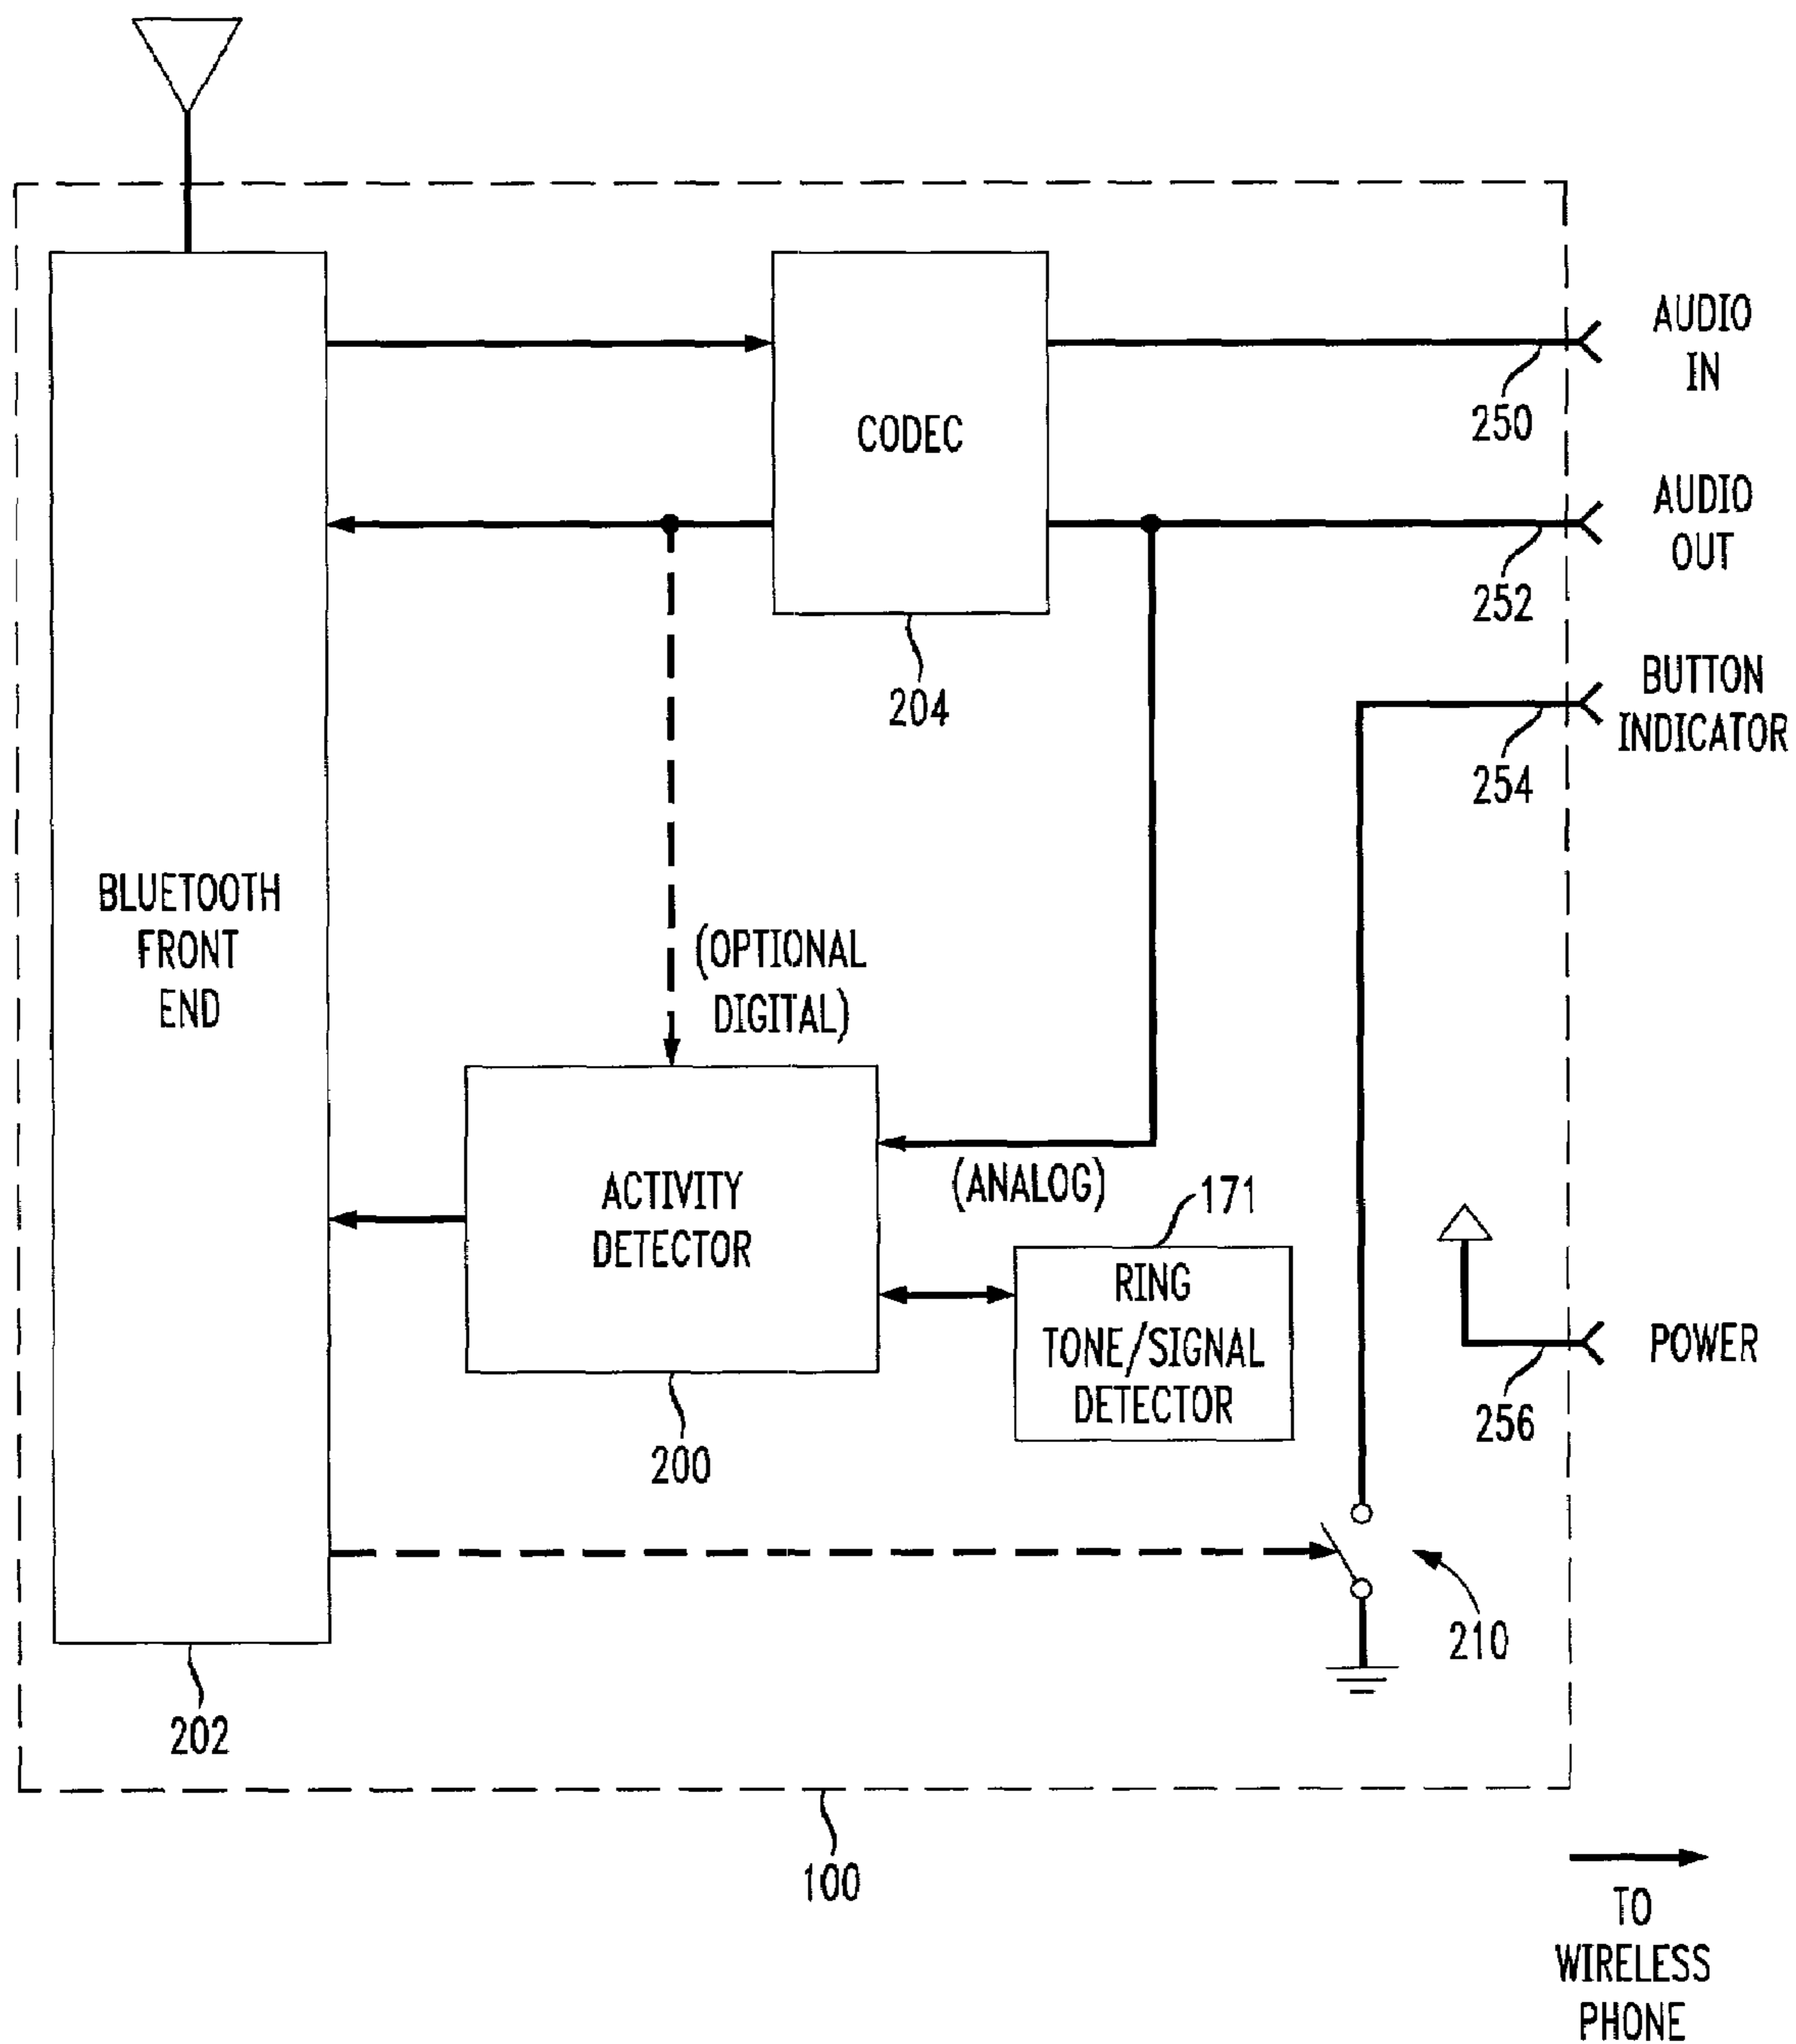 AUDIO
IN
250
CODEC
AUDIO
OUT
252
204
BUTTON
INDICATOR
254
BLUETOOTH
FRONT
END
(OPTIONAL
DIGITAL)
ACTIVITY
DETECTOR
(ANALOG)
171
RING
TONE/SIGNAL
DETECTOR
POWER
256
200
210
202
100
TO
WIRELESS
PHONE